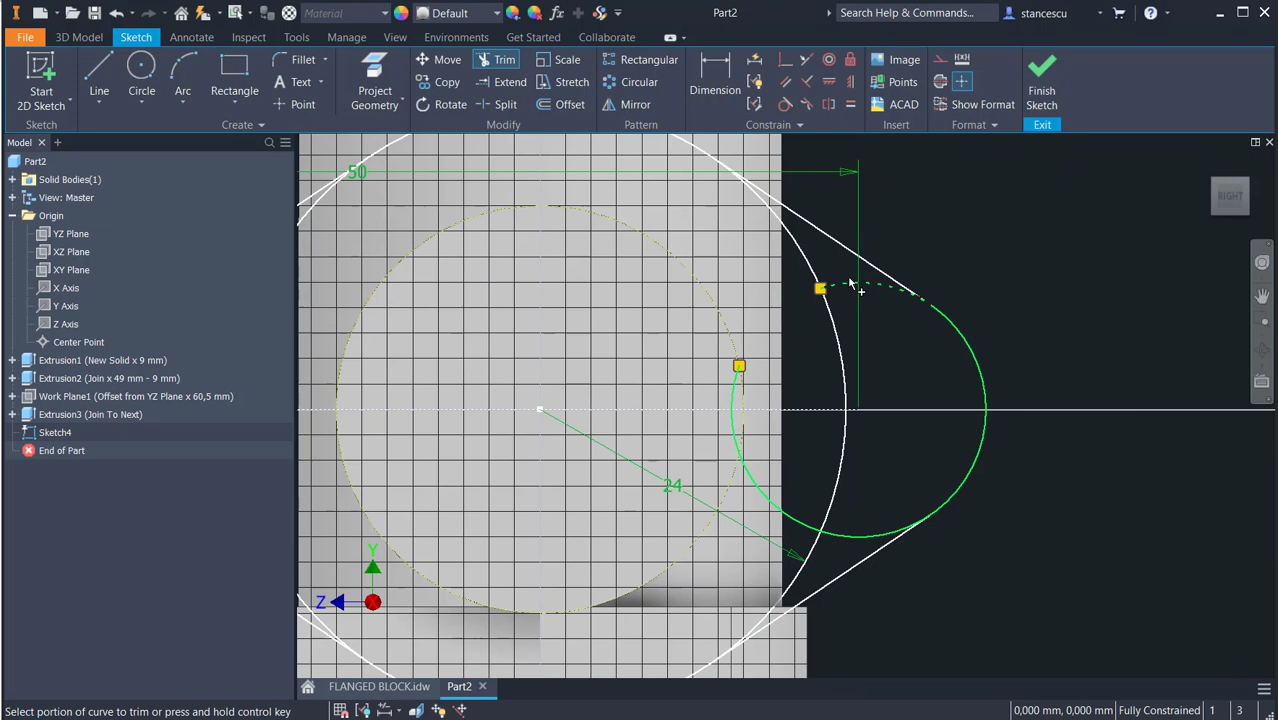 Material
Default
Part2
Search Help & Commands...
stancescu
File
3D Model
Sketch
Annotate
Inspect
Tools
Manage
View
Environments
Get Started
Collaborate
Start
2D Sketch
Sketch
Line
Circle
Arc
Rectangle
Fillet
Text
Point
Create
Project
Geometry
Move
Copy
Rotate
Trim
Extend
Split
Scale
Stretch
Offset
Modify
Rectangular
Circular
Mirror
Pattern
Dimension
Constrain
Image
Points
ACAD
Insert
Show Format
Format
Finish
Sketch
Exit
Model
Part2
Solid Bodies(1)
View: Master
Origin
YZ Plane
XZ Plane
XY Plane
X Axis
Y Axis
Z Axis
Center Point
Extrusion1 (New Solid x 9 mm)
Extrusion2 (Join x 49 mm - 9 mm)
Work Plane1 (Offset from YZ Plane x 60,5 mm)
Extrusion3 (Join To Next)
Sketch4
End of Part
50
RIGHT
24
Y
Z
X
FLANGED BLOCK.idw
Part2
Select portion of curve to trim or press and hold control key
0,000 mm, 0,000 mm
Fully Constrained
1
3